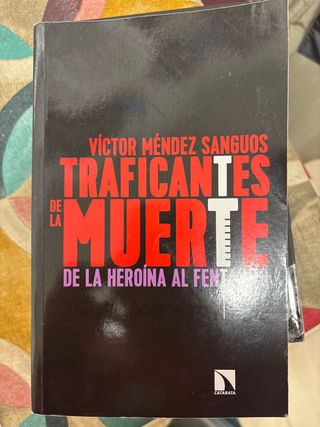 VÍCTOR MÉNDEZ SANGUOS
TRAFICANTES
DE LA
MUERTE
DE LA HEROÍNA AL
CATARATA